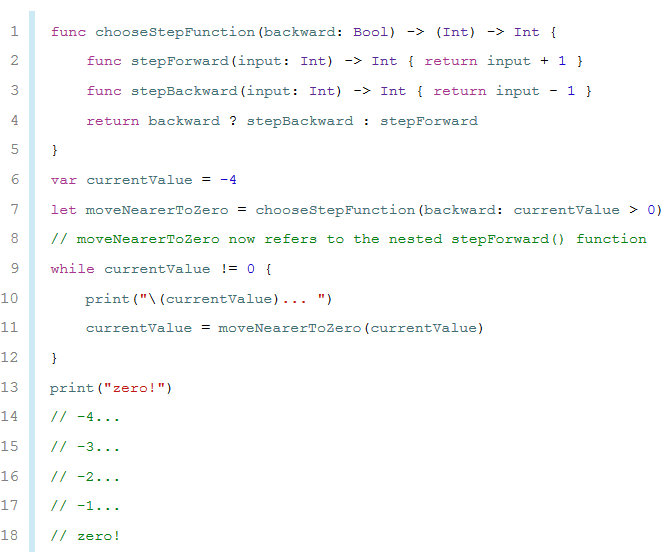 1 func chooseStepFunction(backward: Bool) -> (Int) -> Int {
2     func stepForward(input: Int) -> Int { return input + 1 }
3     func stepBackward(input: Int) -> Int { return input - 1 }
4     return backward ? stepBackward : stepForward
5 }
6 var currentValue = -4
7 let moveNearerToZero = chooseStepFunction(backward: currentValue > 0)
8 // moveNearerToZero now refers to the nested stepForward() function
9 while currentValue != 0 {
10     print("\(currentValue)... ")
11     currentValue = moveNearerToZero(currentValue)
12 }
13 print("zero!")
14 // -4...
15 // -3...
16 // -2...
17 // -1...
18 // zero!